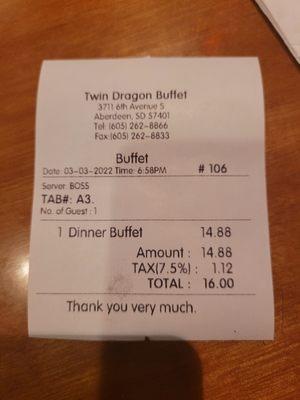 Twin Dragon Buffet
3711 6th Avenue S
Aberdeen, SD 57401
Tel: (605) 262-8866
Fax:(605) 262-8833
Buffet
Date: 03-03-2022 Time: 6:58PM # 106
Server: BOSS
TAB#: A3.
No. of Guest : 1
1 Dinner Buffet 14.88
Amount : 14.88
TAX(7.5%) : 1.12
TOTAL : 16.00
Thank you very much.